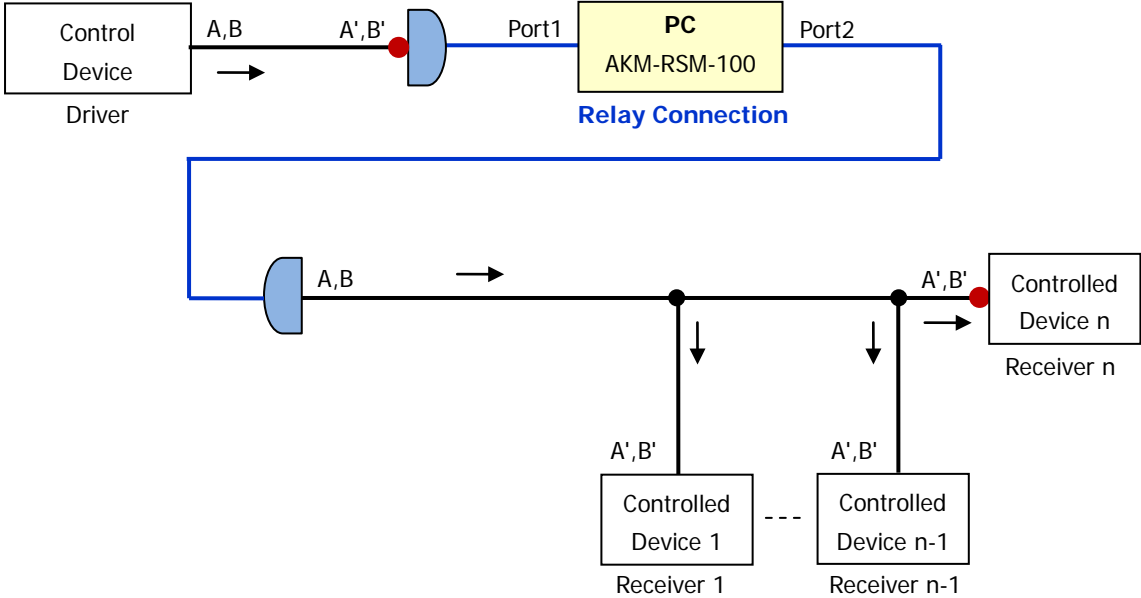 Control
Device
Driver
A,B
A',B'
Port1
PC
AKM-RSM-100
Relay Connection
Port2
A,B
A',B'
Controlled
Device n
Receiver n
A',B'
Controlled
Device 1
Receiver 1
- - -
A',B'
Controlled
Device n-1
Receiver n-1